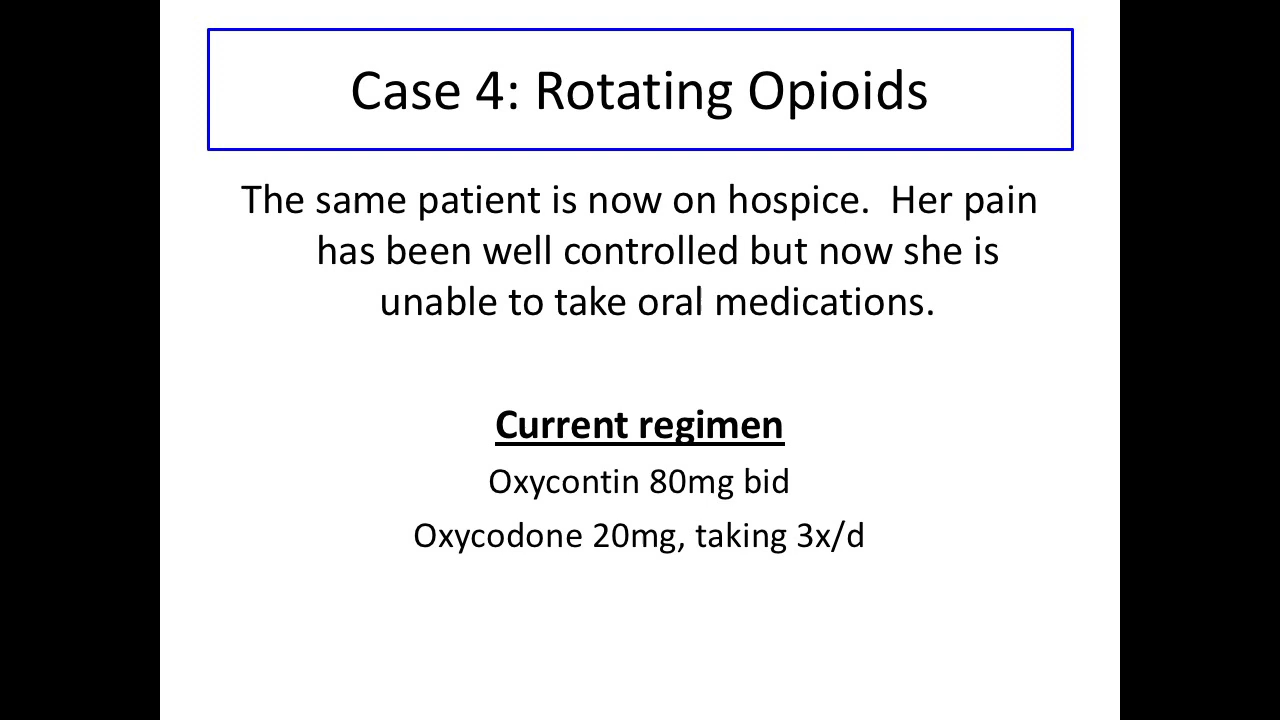 Case 4: Rotating Opioids
The same patient is now on hospice.  Her pain
has been well controlled but now she is
unable to take oral medications.
Current regimen
Oxycontin 80mg bid
Oxycodone 20mg, taking 3x/d